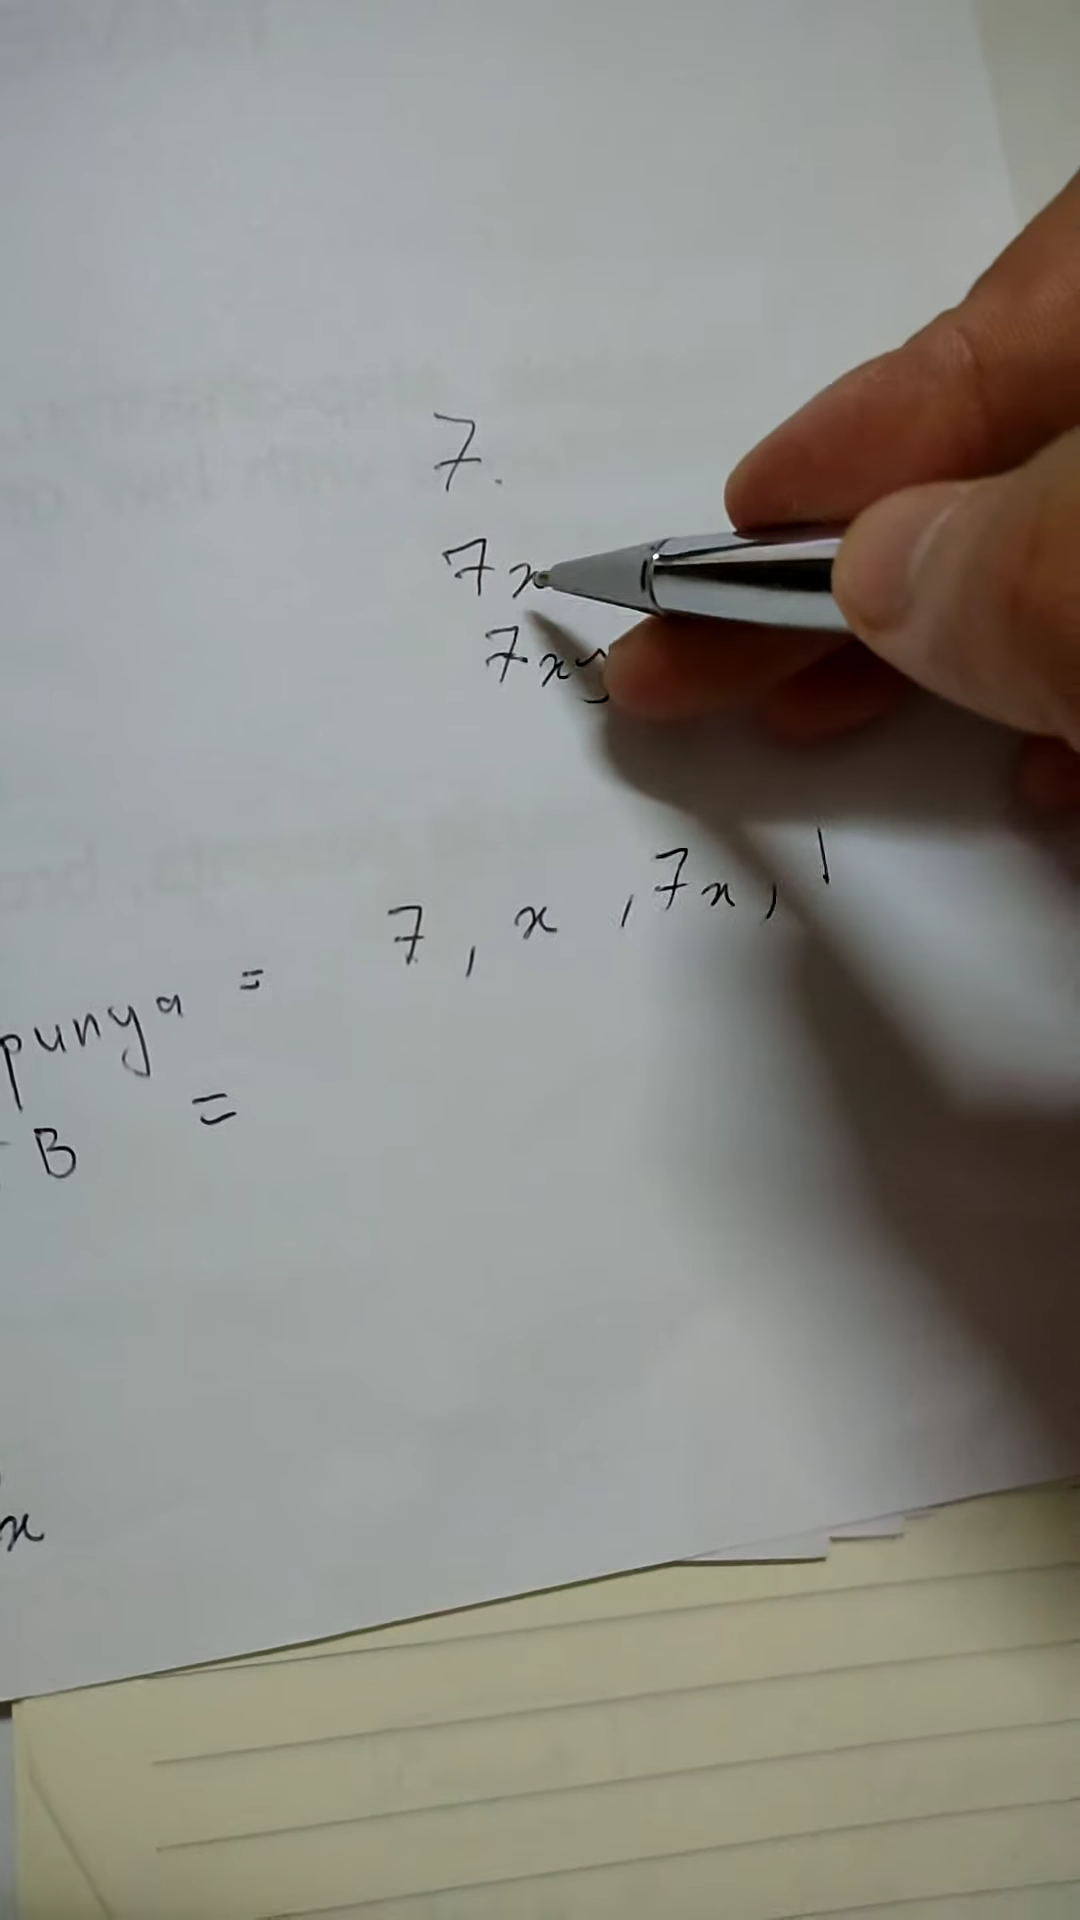 7.
7x
7xy
7, x, 7x, 1
punya =
B =
x